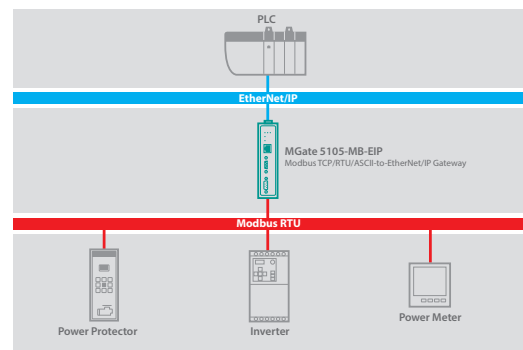 PLC
EtherNet/IP
MGate 5105-MB-EIP
Modbus TCP/RTU/ASCII-to-EtherNet/IP Gateway
Modbus RTU
Power Protector
Inverter
Power Meter